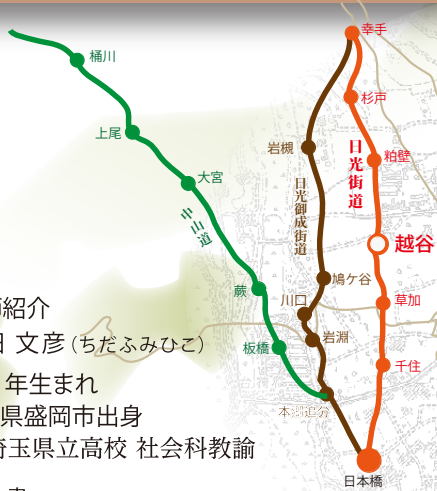 幸手
桶川
杉戸
上尾
岩槻
日光街道
粕壁
大宮
日光御成街道
中山道
越谷
鳩ケ谷
蕨
川口
師紹介
草加
岩淵
田 文彦（ちだふみひこ）
板橋
千住
年生まれ
本郷追分
県盛岡市出身
埼玉県立高校 社会科教諭
日本橋